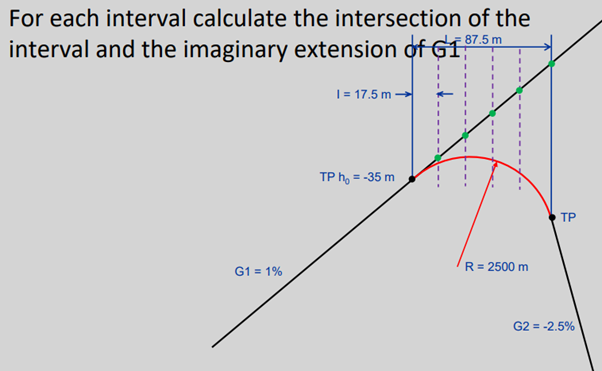 For each interval calculate the intersection of the
interval and the imaginary extension of G1
L = 87.5 m
l = 17.5 m
TP h₀ = -35 m
TP
G1 = 1%
R = 2500 m
G2 = -2.5%